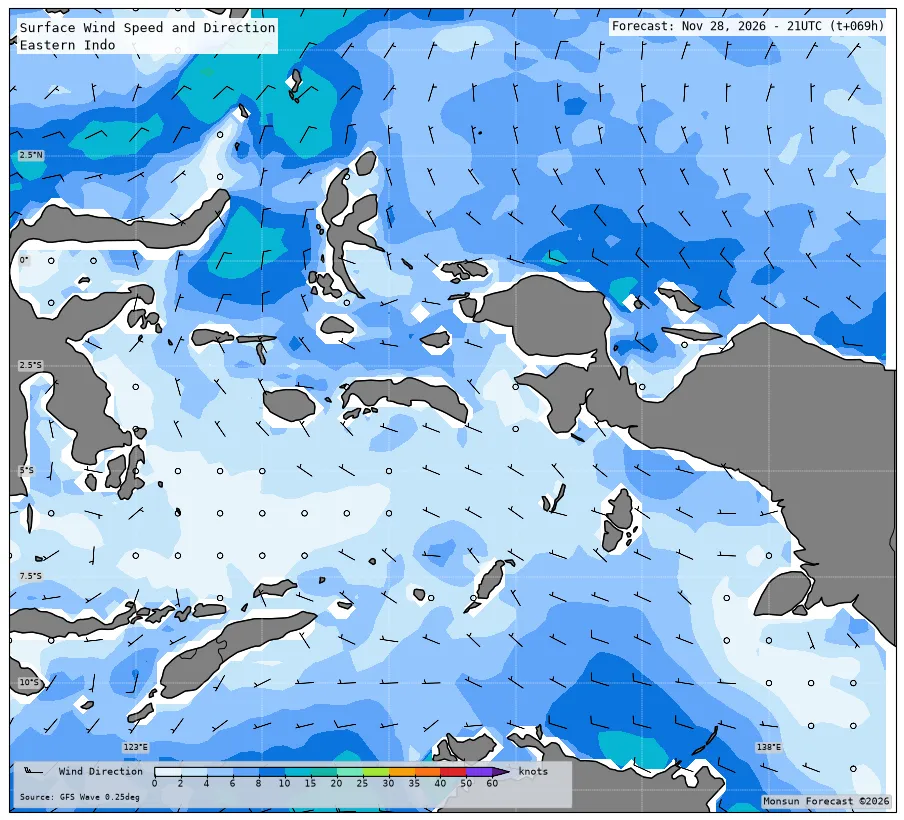 Surface Wind Speed and Direction
Eastern Indo
Forecast: Nov 28, 2026 - 21UTC (t+069h)
2.5°N
0°
2.5°S
5°S
7.5°S
10°S
123°E
138°E
Wind Direction
knots
0 2 4 6 8 10 15 20 25 30 35 40 50 60
Source: GFS Wave 0.25deg
Monsun Forecast ©2026